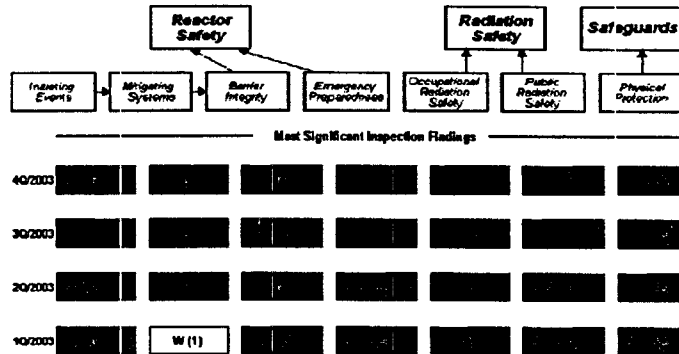 Reactor
Safety
Radiation
Safety
Safeguards
Initiating
Events
Mitigating
Systems
Barrier
Integrity
Emergency
Preparedness
Occupational
Radiation
Safety
Public
Radiation
Safety
Physical
Protection
Most Significant Inspection Findings
4Q/2003
3Q/2003
2Q/2003
1Q/2003
W (1)